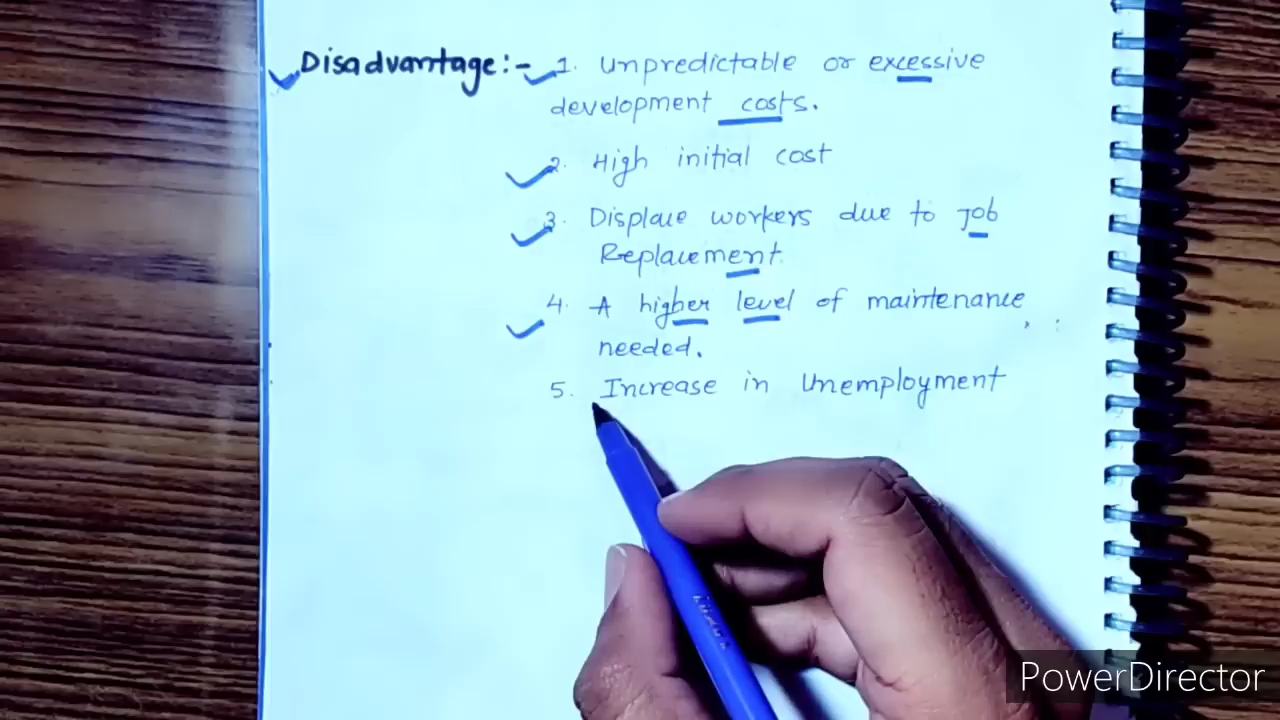 Disadvantage:- 1. Unpredictable or excessive
development costs.
2. High initial cost
3. Displace workers due to Job
Replacement.
4. A higher level of maintenance
needed.
5. Increase in Unemployment
PowerDirector